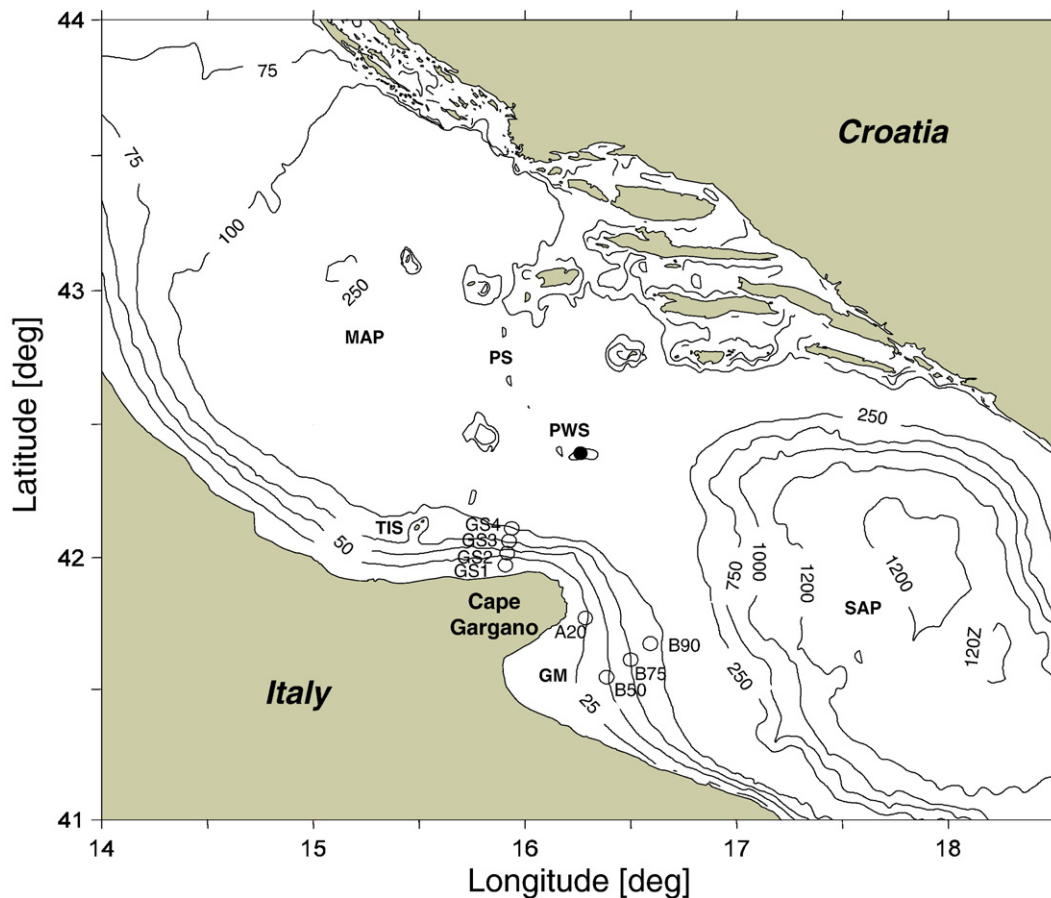 44
75
Croatia
75
100
43
250
MAP
PS
250
PWS
TIS
GS4
GS3
50
GS2
42
GS1
750
1000
1200
1200
Cape
Gargano
SAP
A20
120Z
B90
250
GM
B75
B50
Italy
25
41
14
15
16
17
18
Latitude [deg]
Longitude [deg]